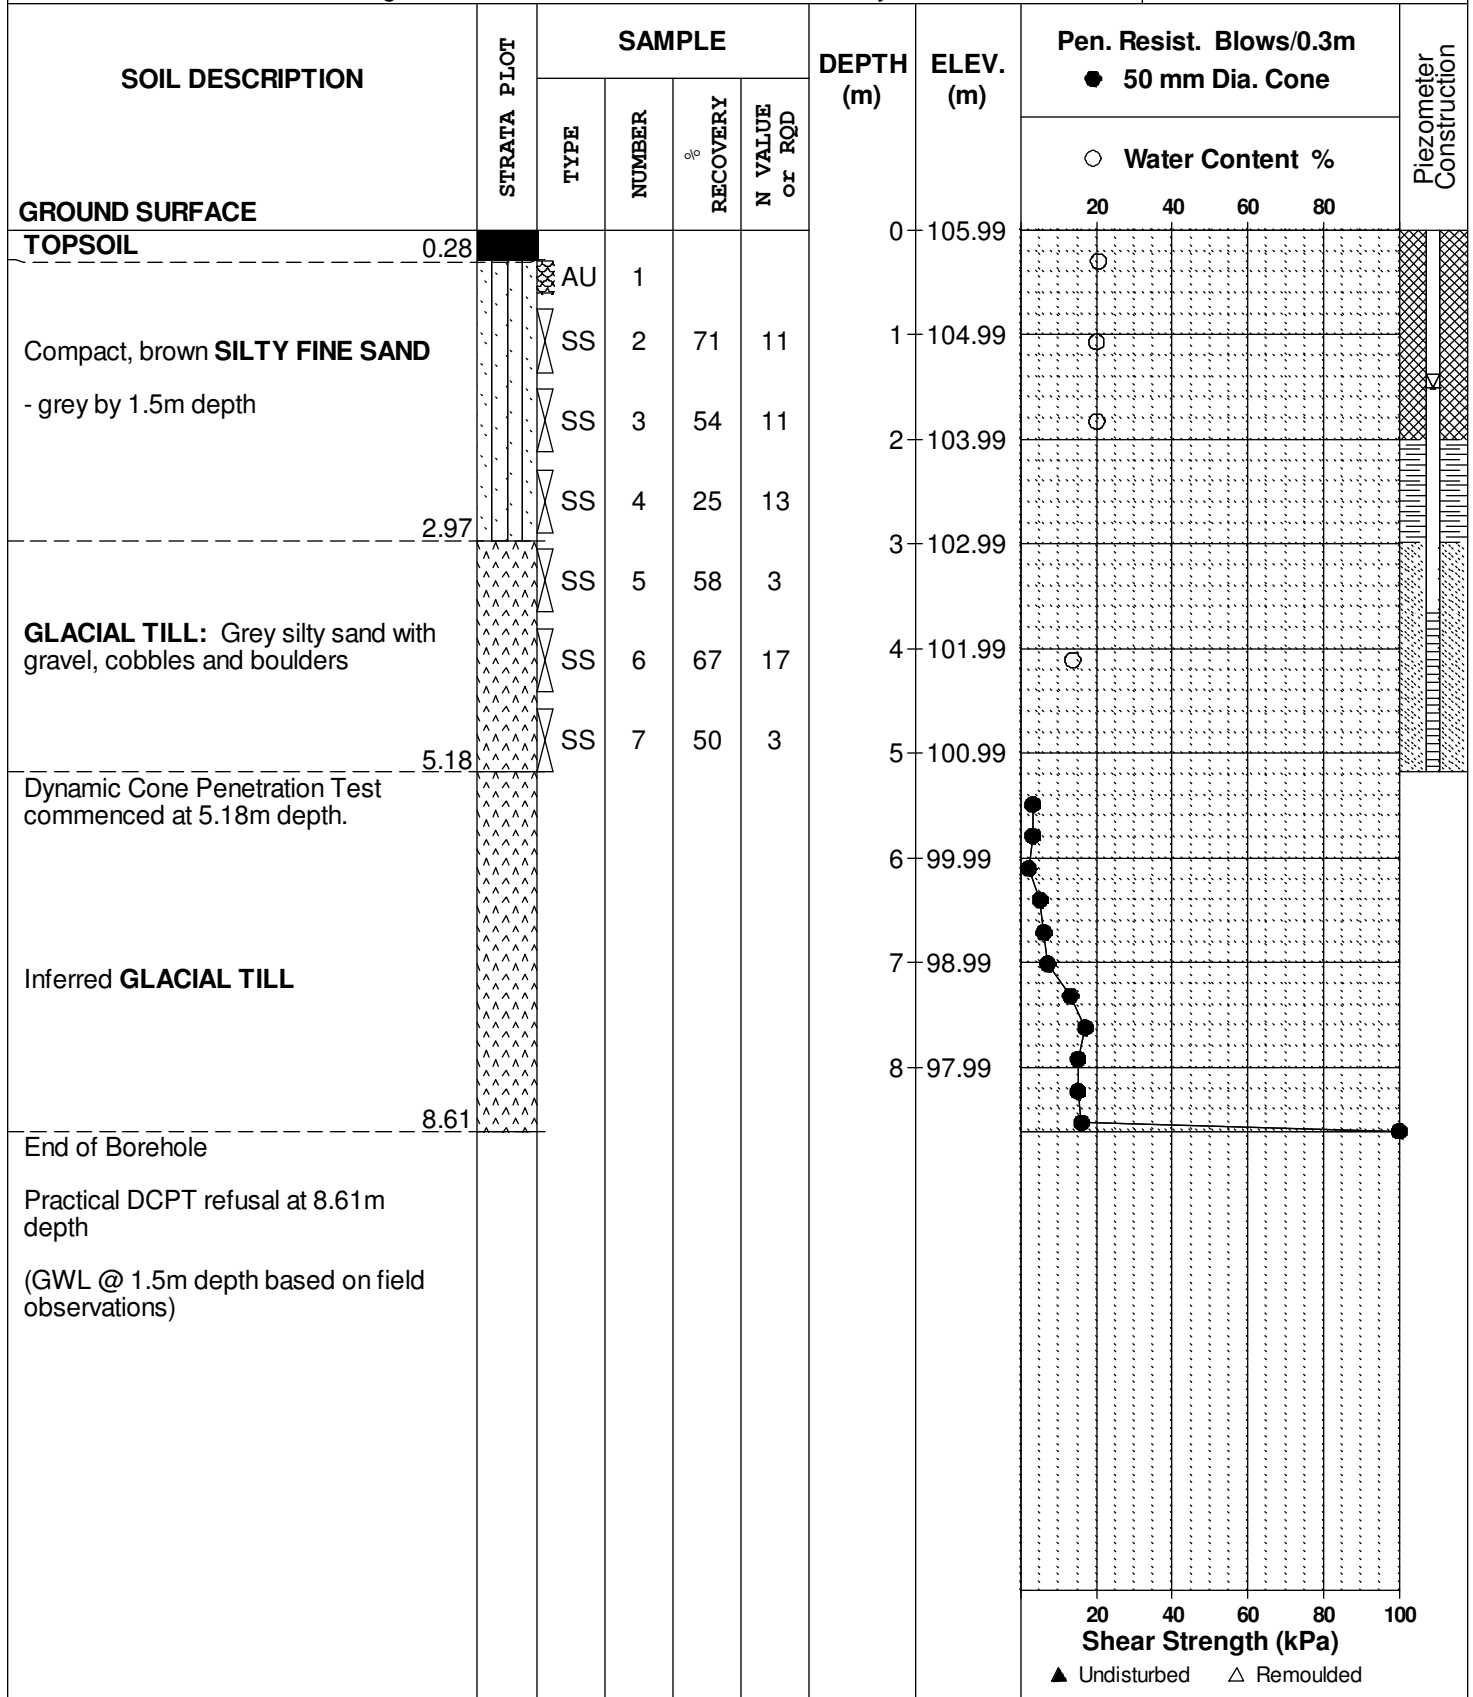 SOIL DESCRIPTION
GROUND SURFACE
STRATA PLOT
SAMPLE
TYPE
NUMBER
% RECOVERY
N VALUE or RQD
DEPTH (m)
ELEV. (m)
Pen. Resist. Blows/0.3m
● 50 mm Dia. Cone
○ Water Content %
20 40 60 80
Piezometer Construction
TOPSOIL 0.28
0 105.99
AU 1
SS 2 71 11
1 104.99
Compact, brown SILTY FINE SAND
- grey by 1.5m depth
SS 3 54 11
2 103.99
SS 4 25 13
2.97
3 102.99
SS 5 58 3
GLACIAL TILL: Grey silty sand with
gravel, cobbles and boulders
SS 6 67 17
4 101.99
SS 7 50 3
5 100.99
5.18
Dynamic Cone Penetration Test
commenced at 5.18m depth.
6 99.99
7 98.99
Inferred GLACIAL TILL
8 97.99
8.61
End of Borehole
Practical DCPT refusal at 8.61m
depth
(GWL @ 1.5m depth based on field
observations)
20 40 60 80 100
Shear Strength (kPa)
▲ Undisturbed △ Remoulded